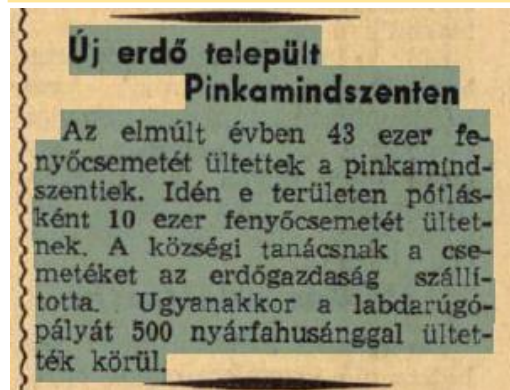 Új erdő települt
Pinkamindszenten
Az elmúlt évben 43 ezer fe-
nyőcsemetét ültettek a pinkamind-
szentiek. Idén e területen pótlás-
ként 10 ezer fenyőcsemetét ültet-
nek. A községi tanácsnak a cse-
metéket az erdőgazdaság szállí-
totta. Ugyanakkor a labdarúgó-
pályát 500 nyárfahusánggal ültet-
ték körül.